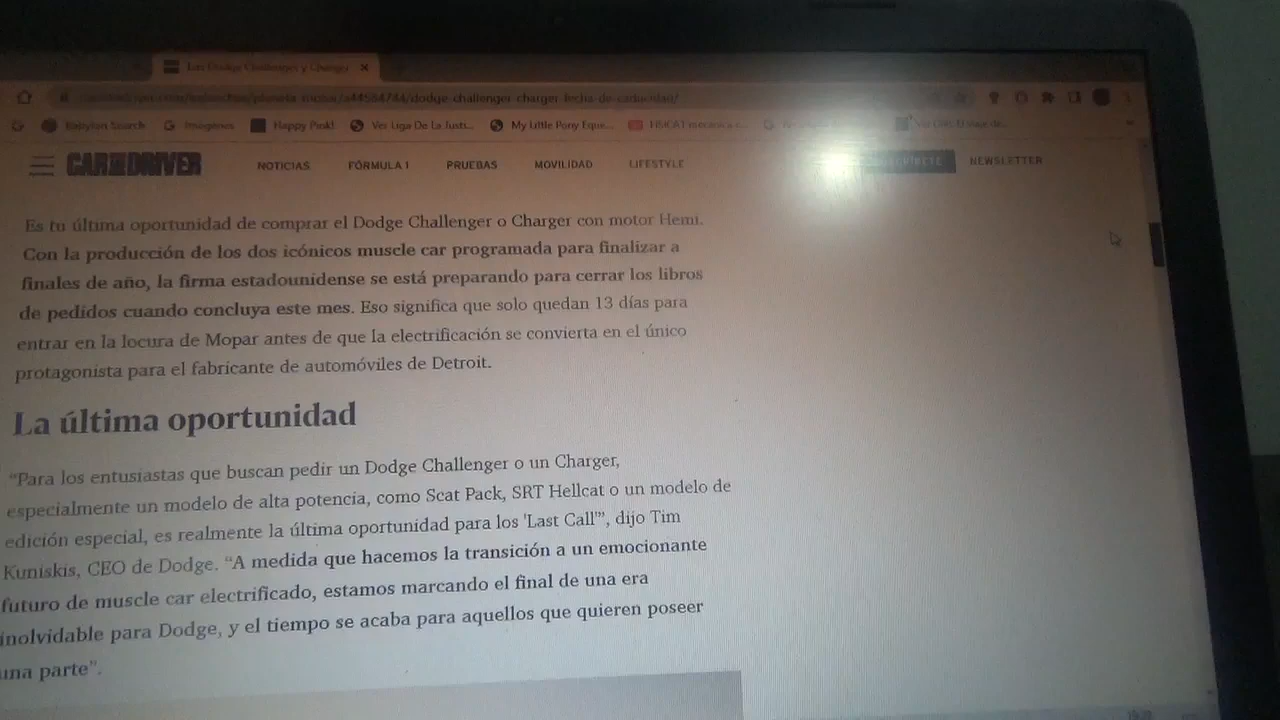 Los Dodge Challenger y Charger
a44564744/dodge-challenger-charger-fecha-de-caducidad/
Babylon Search
Imágenes
Happy Pink!
Ver Liga De La Justi...
My Little Pony Eque...
CAR AND DRIVER
NOTICIAS
FÓRMULA 1
PRUEBAS
MOVILIDAD
LIFESTYLE
NEWSLETTER
Es tu última oportunidad de comprar el Dodge Challenger o Charger con motor Hemi.
Con la producción de los dos icónicos muscle car programada para finalizar a
finales de año, la firma estadounidense se está preparando para cerrar los libros
de pedidos cuando concluya este mes. Eso significa que solo quedan 13 días para
entrar en la locura de Mopar antes de que la electrificación se convierta en el único
protagonista para el fabricante de automóviles de Detroit.
La última oportunidad
“Para los entusiastas que buscan pedir un Dodge Challenger o un Charger,
especialmente un modelo de alta potencia, como Scat Pack, SRT Hellcat o un modelo de
edición especial, es realmente la última oportunidad para los 'Last Call'”, dijo Tim
Kuniskis, CEO de Dodge. “A medida que hacemos la transición a un emocionante
futuro de muscle car electrificado, estamos marcando el final de una era
inolvidable para Dodge, y el tiempo se acaba para aquellos que quieren poseer
una parte”.